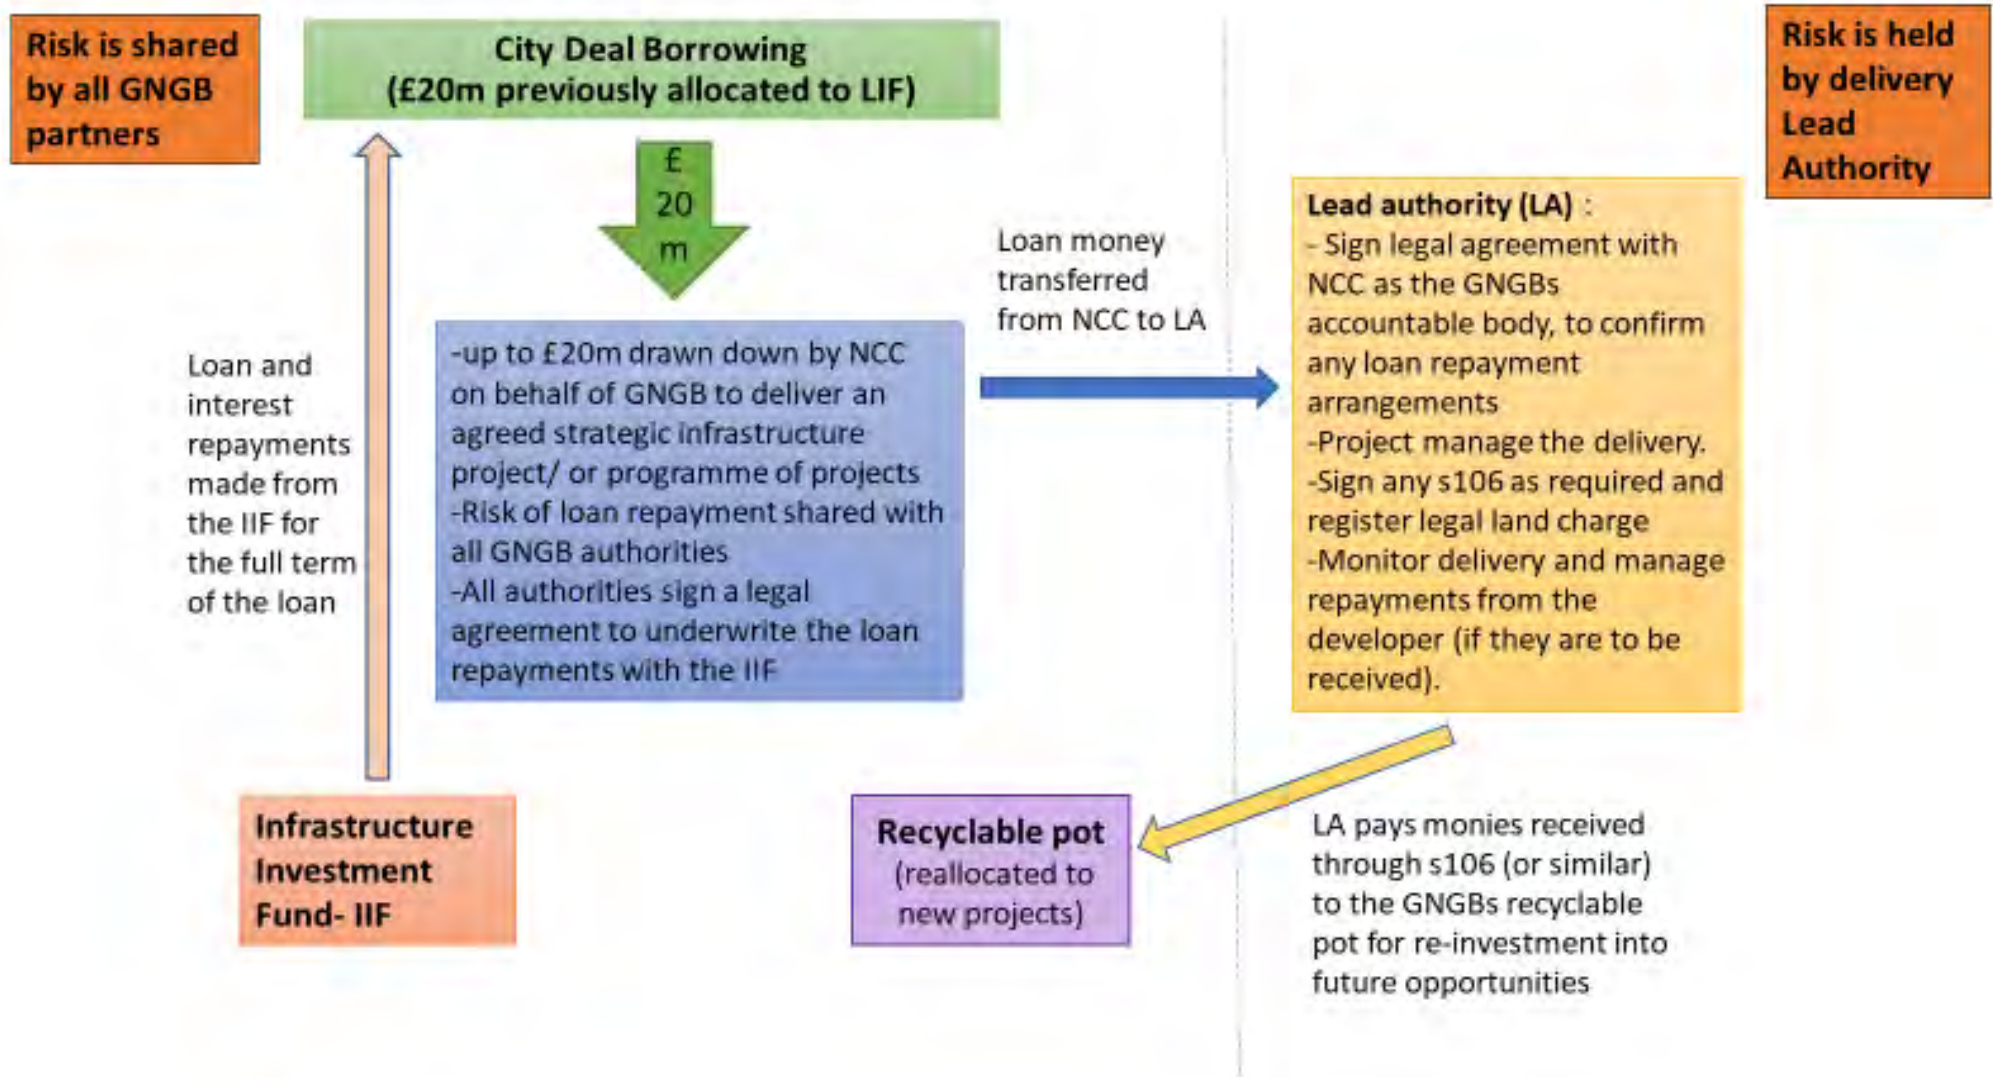 Risk is shared
by all GNGB
partners
City Deal Borrowing
(£20m previously allocated to LIF)
Risk is held
by delivery
Lead
Authority
£
20
m
Loan money
transferred
from NCC to LA
Lead authority (LA) :
- Sign legal agreement with
NCC as the GNGBs
accountable body, to confirm
any loan repayment
arrangements
-Project manage the delivery.
-Sign any s106 as required and
register legal land charge
-Monitor delivery and manage
repayments from the
developer (if they are to be
received).
Loan and
interest
repayments
made from
the IIF for
the full term
of the loan
-up to £20m drawn down by NCC
on behalf of GNGB to deliver an
agreed strategic infrastructure
project/ or programme of projects
-Risk of loan repayment shared with
all GNGB authorities
-All authorities sign a legal
agreement to underwrite the loan
repayments with the IIF
Infrastructure
Investment
Fund- IIF
Recyclable pot
(reallocated to
new projects)
LA pays monies received
through s106 (or similar)
to the GNGBs recyclable
pot for re-investment into
future opportunities